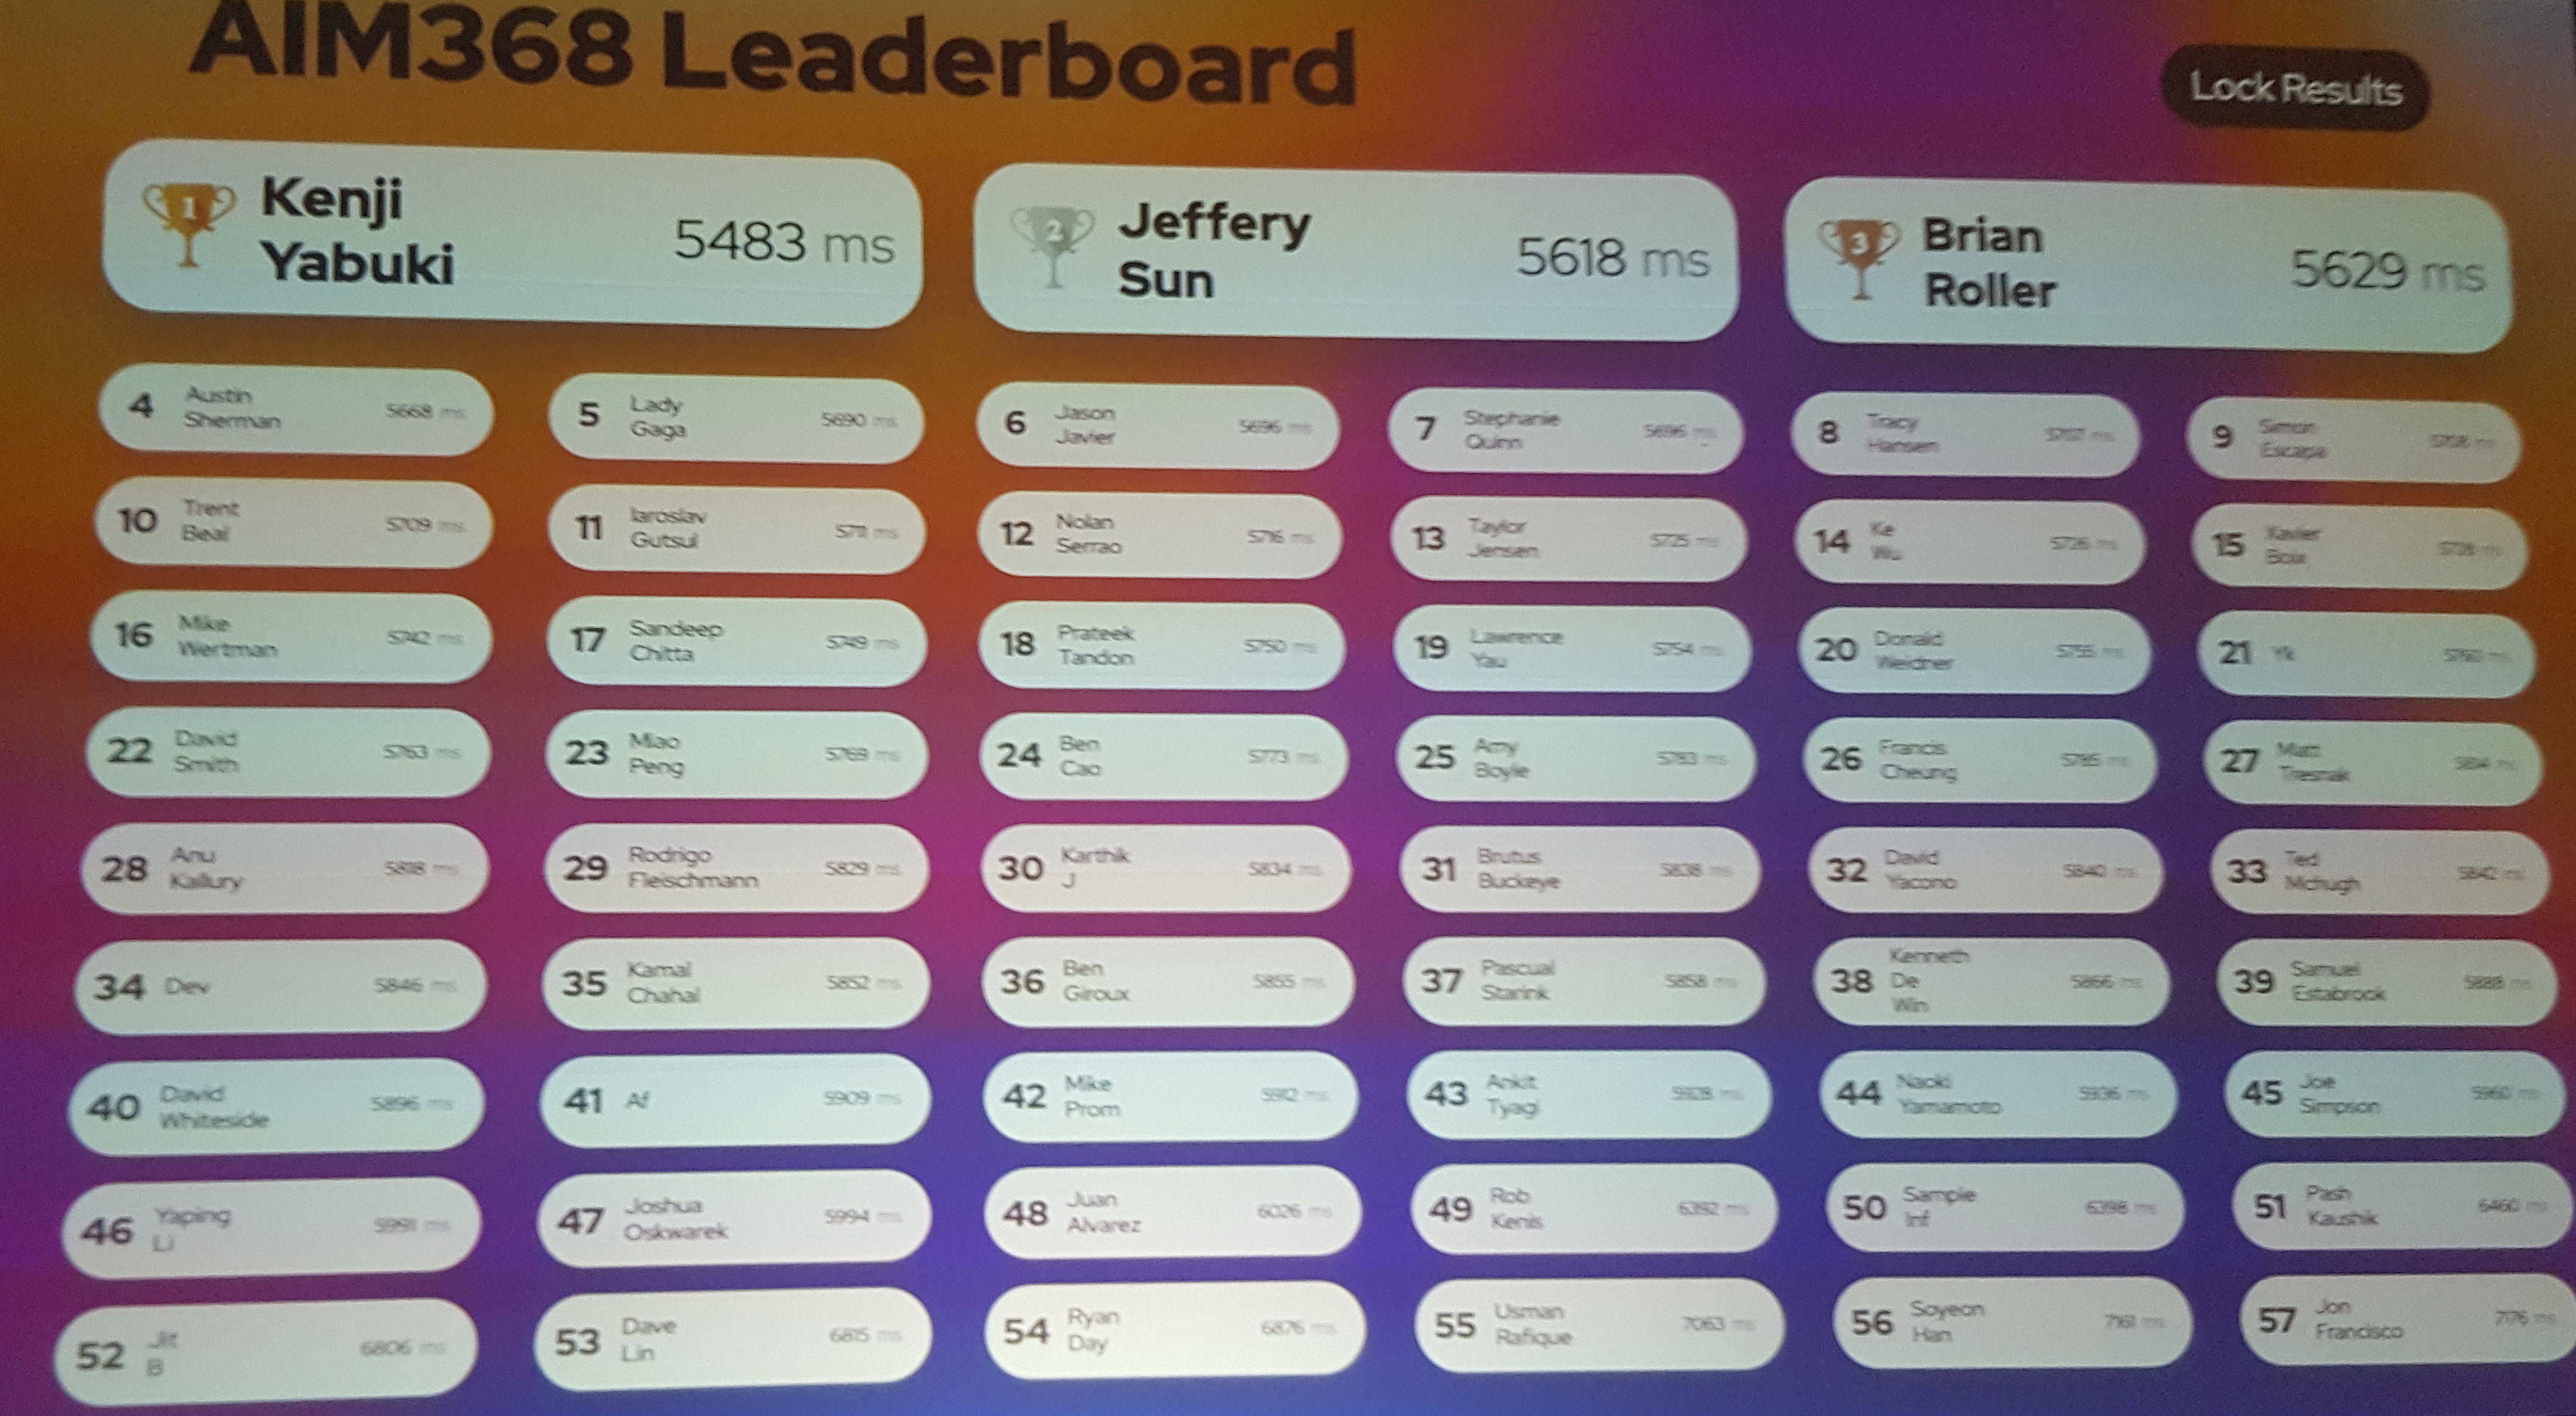 AIM368 Leaderboard
Lock Results
1
Kenji
Yabuki
5483 ms
2
Jeffery
Sun
5618 ms
3
Brian
Roller
5629 ms
4
Austin
Sherman
5668 ms
5
Lady
Gaga
5690 ms
6
Jason
Javier
5696 ms
7
Stephanie
Quinn
5696 ms
8
Tracy
Hansen
ms
9
Simon
Escape
ms
10
Trent
Beal
5709 ms
11
Iaroslav
Gutsul
5711 ms
12
Nolan
Serrao
5716 ms
13
Taylor
Jensen
5725 ms
14
Ke
Wu
5726 ms
15
Xavier
ms
16
Mike
Wertman
5742 ms
17
Sandeep
Chitta
5749 ms
18
Prateek
Tandon
5750 ms
19
Lawrence
Yau
5754 ms
20
Donald
Weidner
5755 ms
21
Yk
ms
22
David
Smith
5763 ms
23
Miao
Peng
5769 ms
24
Ben
Cao
5773 ms
25
Amy
Boyle
5783 ms
26
Francis
Cheung
ms
27
Matt
ms
28
Anu
Kallury
5818 ms
29
Rodrigo
Fleischmann
5829 ms
30
Karthik
J
5834 ms
31
Brutus
Buckeye
5838 ms
32
David
Yacono
5840 ms
33
Ted
Mchugh
5842 ms
34
Dev
5846 ms
35
Kamal
Chahal
5852 ms
36
Ben
Giroux
5855 ms
37
Pascual
Starink
5858 ms
38
Kenneth
De
Win
5866 ms
39
Samuel
Estabrook
ms
40
David
Whiteside
5896 ms
41
Af
5909 ms
42
Mike
Prom
5912 ms
43
Ankit
Tyagi
5928 ms
44
Naoki
Yamamoto
5936 ms
45
Joe
Simpson
5960 ms
46
Yaping
Li
5991 ms
47
Joshua
Oskwarek
5994 ms
48
Juan
Alvarez
6026 ms
49
Rob
Kenis
6392 ms
50
Sample
Inf
6398 ms
51
Pash
Kaushik
6460 ms
52
Jit
B
6806 ms
53
Dave
Lin
6815 ms
54
Ryan
Day
6876 ms
55
Usman
Rafique
7063 ms
56
Soyeon
Han
7161 ms
57
Jon
Francisco
7176 ms